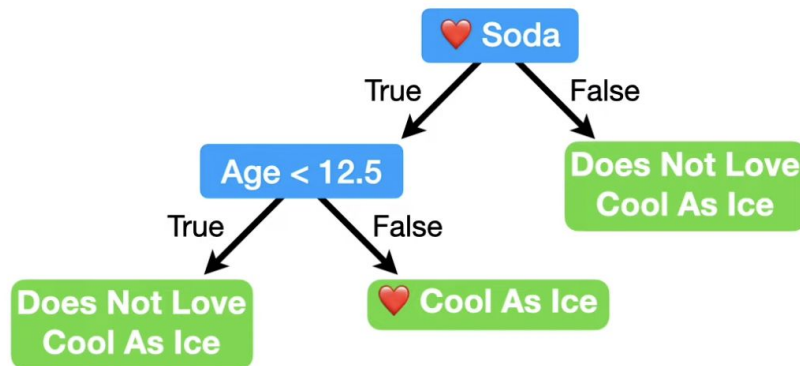 ❤️ Soda
True
False
Age < 12.5
Does Not Love
Cool As Ice
True
False
Does Not Love
Cool As Ice
❤️ Cool As Ice